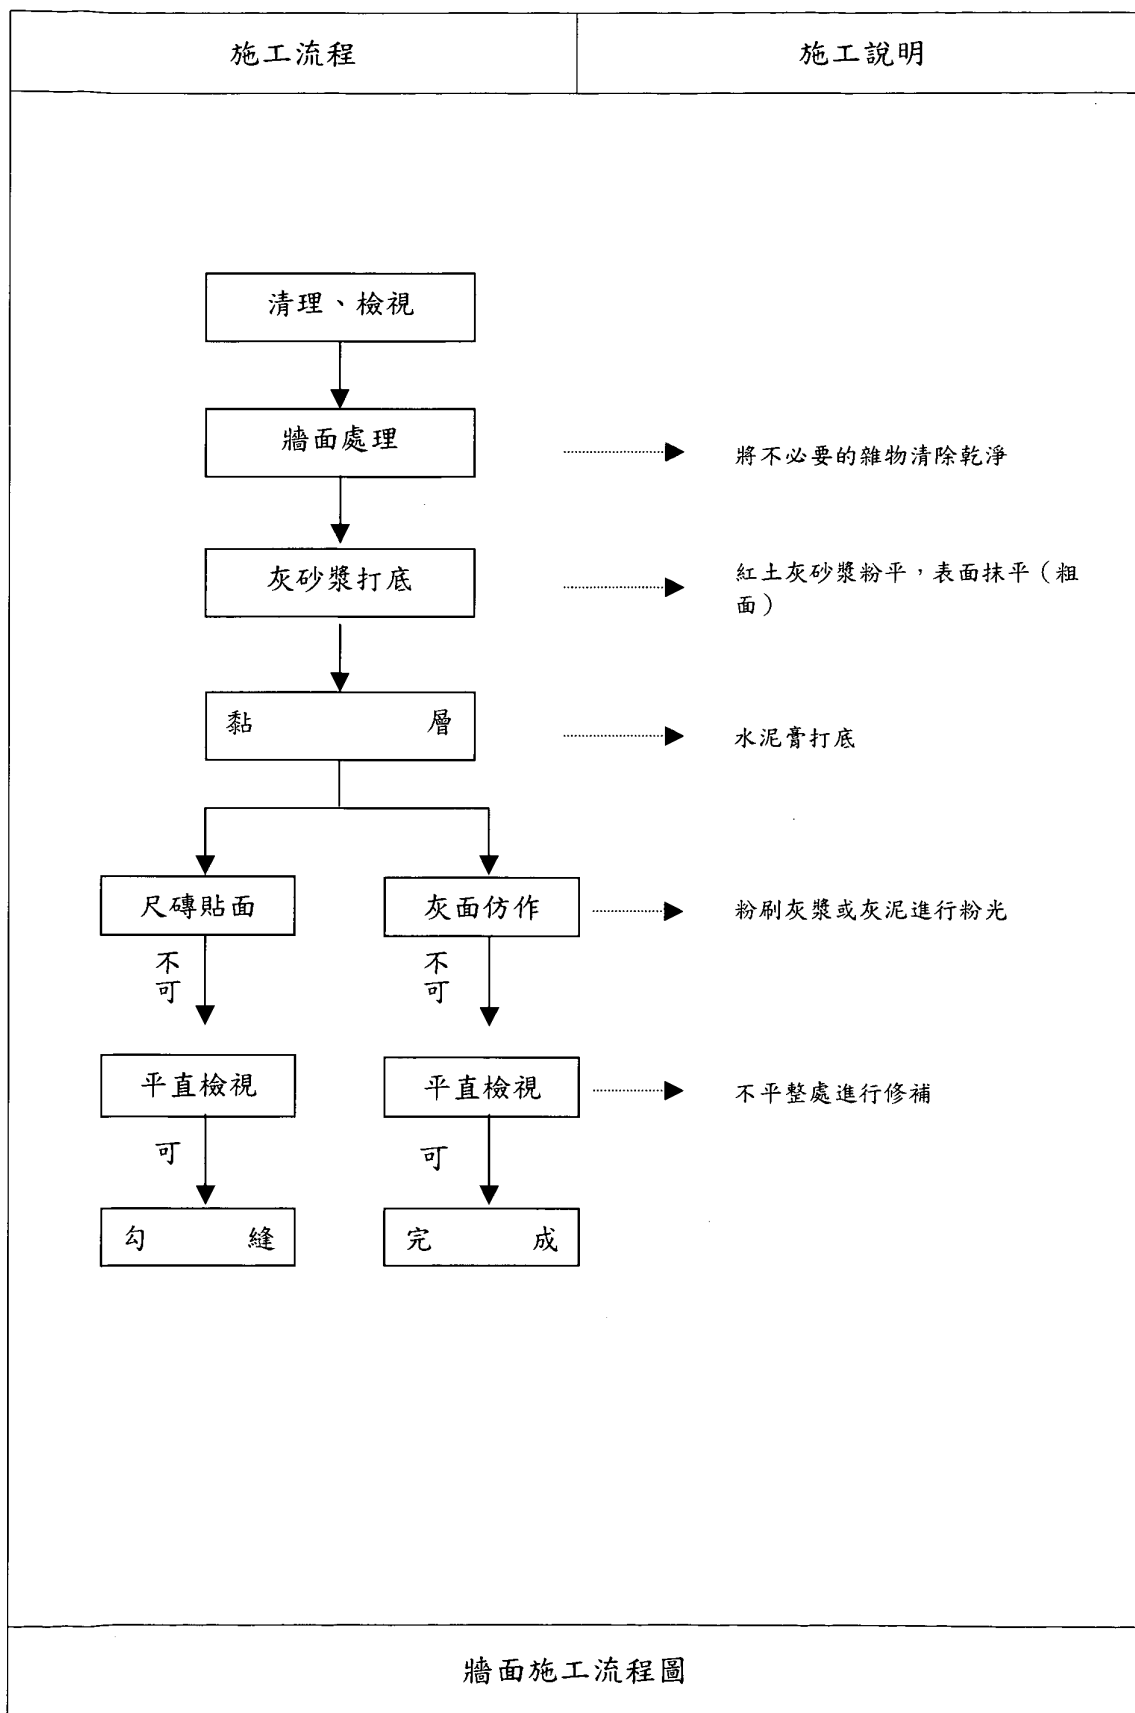 施工流程
施工說明
清理、檢視
牆面處理
將不必要的雜物清除乾淨
灰砂漿打底
紅土灰砂漿粉平，表面抹平（粗
面）
黏 層
水泥膏打底
尺磚貼面
灰面仿作
粉刷灰漿或灰泥進行粉光
不
可
不
可
平直檢視
平直檢視
不平整處進行修補
可
可
勾 縫
完 成
牆面施工流程圖